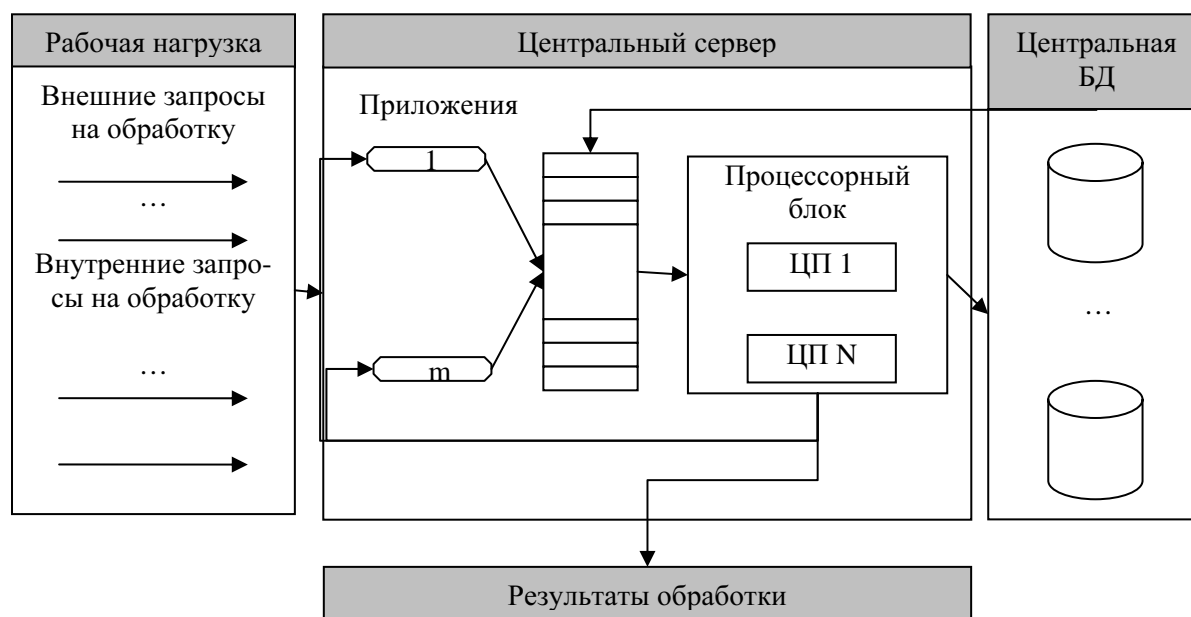 Рабочая нагрузка
Внешние запросы
на обработку
…
Внутренние запро-
сы на обработку
…
Центральный сервер
Приложения
1
m
Процессорный
блок
ЦП 1
ЦП N
Центральная
БД
…
Результаты обработки